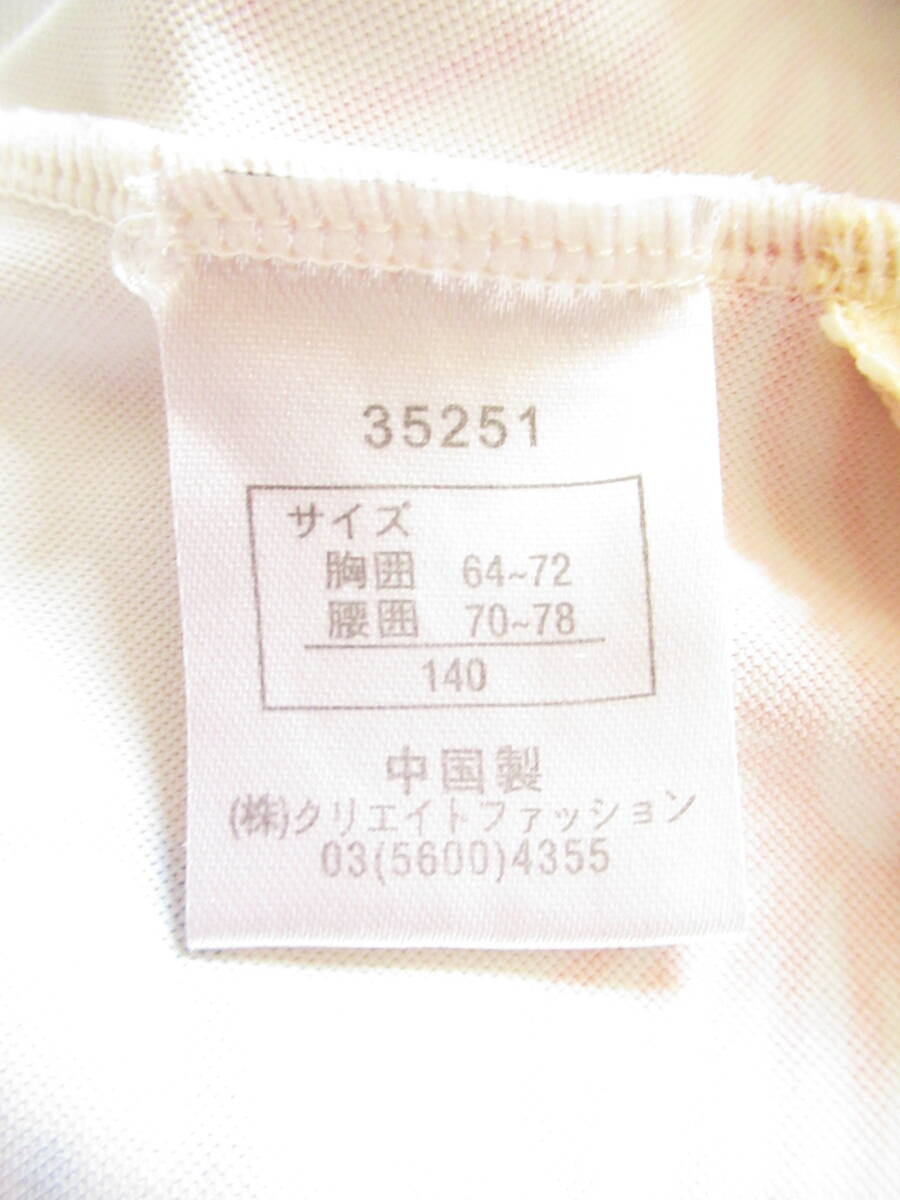 35251
サイズ
胸囲 64~72
腰囲 70~78
140
中国製
(株)クリエイトファッション
03(5600)4355